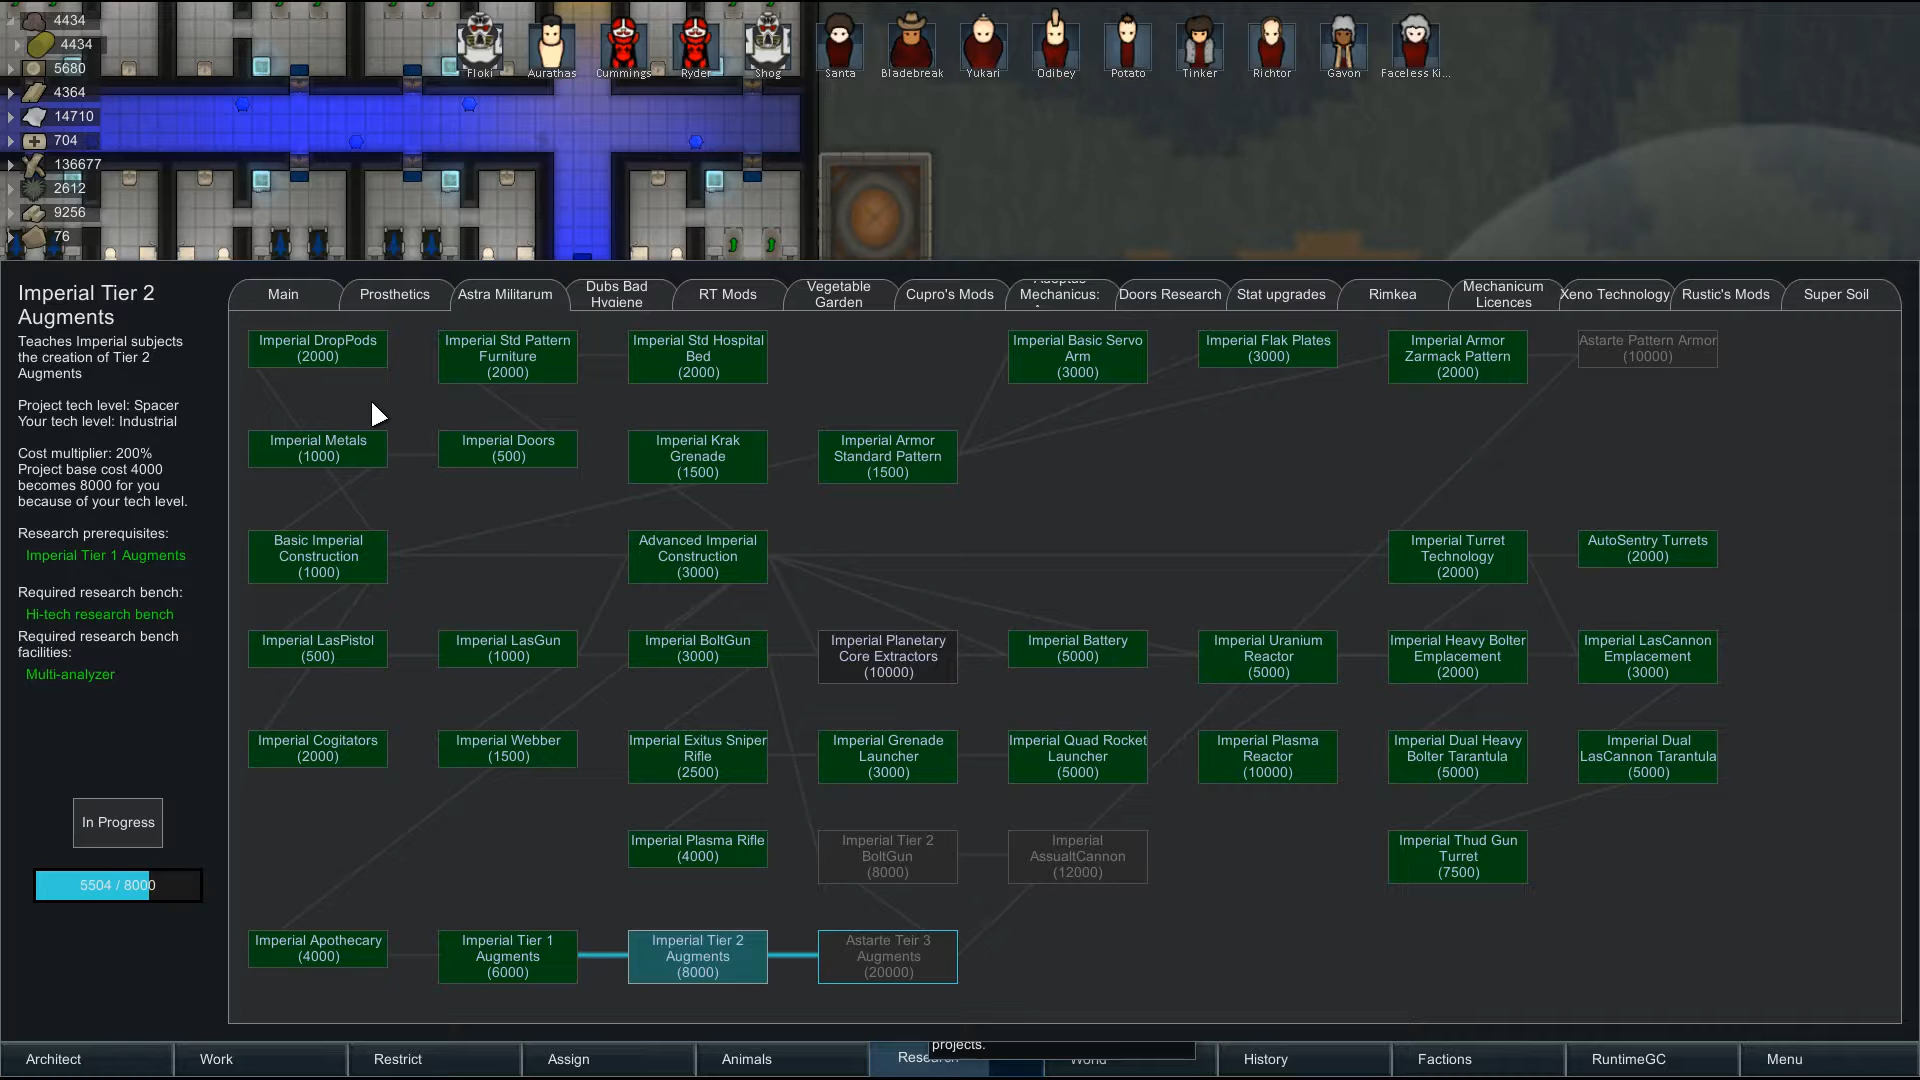 4434
4434
5680
4364
14710
704
136677
2612
9256
76
Floki
Aurathas
Cummings
Ryder
Shog
Santa
Bladebreak
Yukari
Odibey
Potato
Tinker
Richtor
Gavon
Faceless Ki...
Imperial Tier 2
Augments
Teaches Imperial subjects
the creation of Tier 2
Augments
Project tech level: Spacer
Your tech level: Industrial
Cost multiplier: 200%
Project base cost 4000
becomes 8000 for you
because of your tech level.
Research prerequisites:
Imperial Tier 1 Augments
Required research bench:
Hi-tech research bench
Required research bench
facilities:
Multi-analyzer
In Progress
5504 / 8000
Main
Prosthetics
Astra Militarum
Dubs Bad
Hygiene
RT Mods
Vegetable
Garden
Cupro's Mods
Mechanicus:
Doors Research
Stat upgrades
Rimkea
Mechanicum
Licences
Xeno Technology
Rustic's Mods
Super Soil
Imperial DropPods
(2000)
Imperial Std Pattern
Furniture
(2000)
Imperial Std Hospital
Bed
(2000)
Imperial Basic Servo
Arm
(3000)
Imperial Flak Plates
(3000)
Imperial Armor
Zarmack Pattern
(2000)
Astarte Pattern Armor
(10000)
Imperial Metals
(1000)
Imperial Doors
(500)
Imperial Krak
Grenade
(1500)
Imperial Armor
Standard Pattern
(1500)
Basic Imperial
Construction
(1000)
Advanced Imperial
Construction
(3000)
Imperial Turret
Technology
(2000)
AutoSentry Turrets
(2000)
Imperial LasPistol
(500)
Imperial LasGun
(1000)
Imperial BoltGun
(3000)
Imperial Planetary
Core Extractors
(10000)
Imperial Battery
(5000)
Imperial Uranium
Reactor
(5000)
Imperial Heavy Bolter
Emplacement
(2000)
Imperial LasCannon
Emplacement
(3000)
Imperial Cogitators
(2000)
Imperial Webber
(1500)
Imperial Exitus Sniper
Rifle
(2500)
Imperial Grenade
Launcher
(3000)
Imperial Quad Rocket
Launcher
(5000)
Imperial Plasma
Reactor
(10000)
Imperial Dual Heavy
Bolter Tarantula
(5000)
Imperial Dual
LasCannon Tarantula
(5000)
Imperial Plasma Rifle
(4000)
Imperial Tier 2
BoltGun
(8000)
Imperial
AssualtCannon
(12000)
Imperial Thud Gun
Turret
(7500)
Imperial Apothecary
(4000)
Imperial Tier 1
Augments
(6000)
Imperial Tier 2
Augments
(8000)
Astarte Teir 3
Augments
(20000)
projects.
Architect
Work
Restrict
Assign
Animals
Research
World
History
Factions
RuntimeGC
Menu